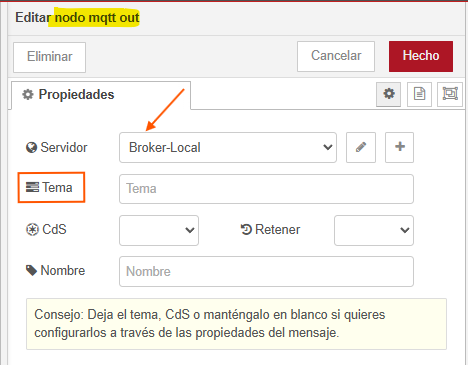 Editar nodo mqtt out
Eliminar
Cancelar
Hecho
Propiedades
Servidor
Broker-Local
Tema
Tema
CdS
Retener
Nombre
Nombre
Consejo: Deja el tema, CdS o manténgalo en blanco si quieres
configurarlos a través de las propiedades del mensaje.